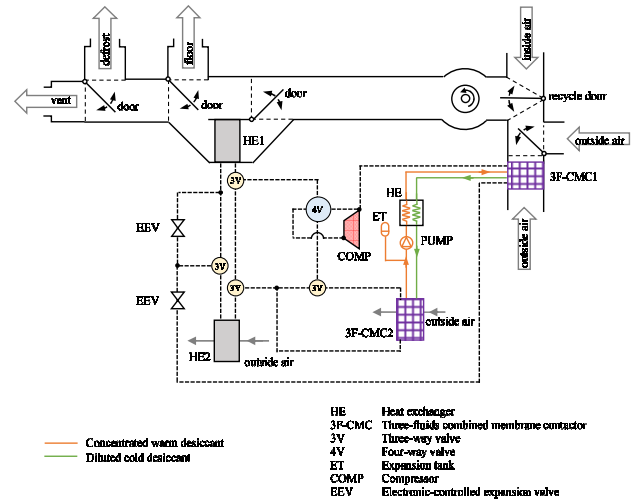 defrost
floor
inside air
vent
door
door
door
recycle door
outside air
HE1
3F-CMC1
3V
HE
4V
ET
EEV
PUMP
COMP
outside air
3V
EEV
3V
3V
outside air
3F-CMC2
HE2
outside air
HE Heat exchanger
3F-CMC Three-fluids combined membrane contactor
3V Three-way valve
4V Four-way valve
ET Expansion tank
COMP Compressor
EEV Electronic-controlled expansion valve
Concentrated warm desiccant
Diluted cold desiccant